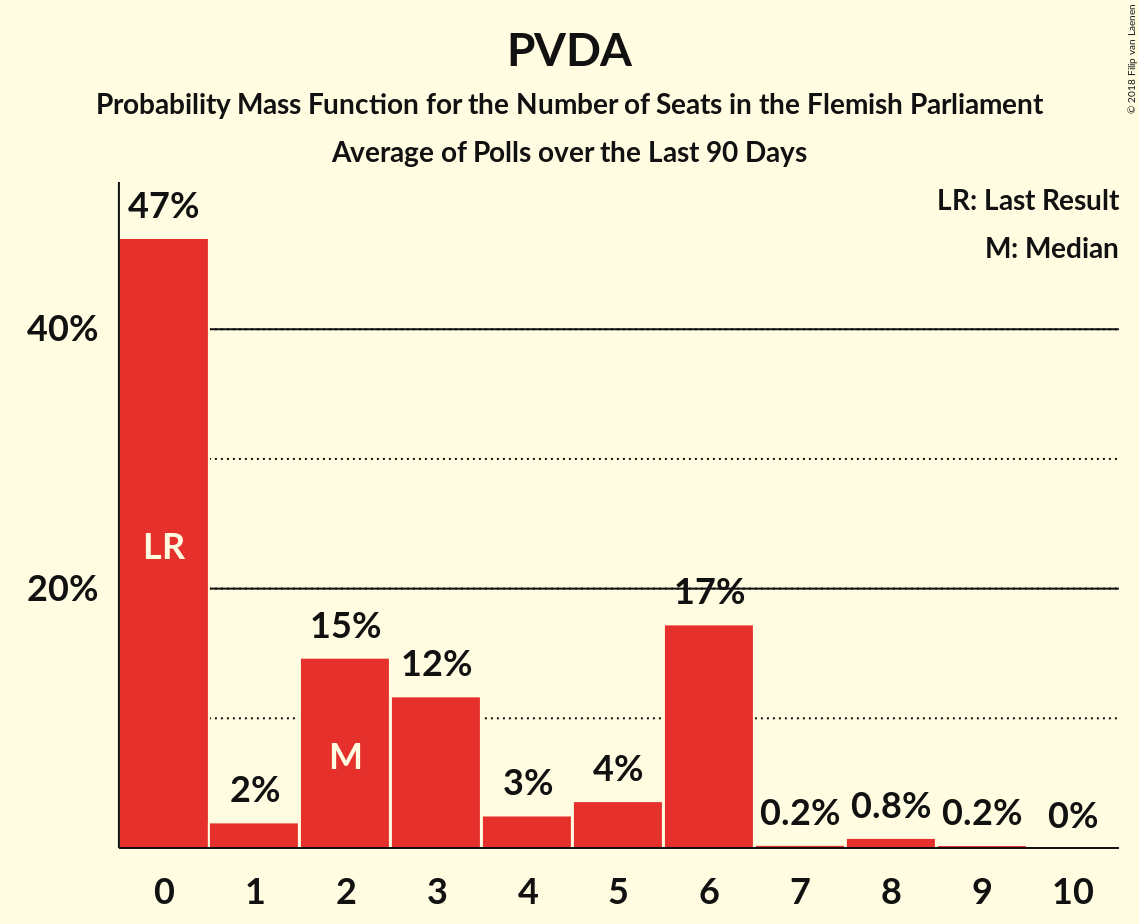 PVDA
Probability Mass Function for the Number of Seats in the Flemish Parliament
Average of Polls over the Last 90 Days
© 2018 Filip van Laenen
LR: Last Result
M: Median
47%
40%
LR
20%
17%
15%
12%
M
2%
3%
4%
0.2%
0.8%
0.2%
0%
0 1 2 3 4 5 6 7 8 9 10